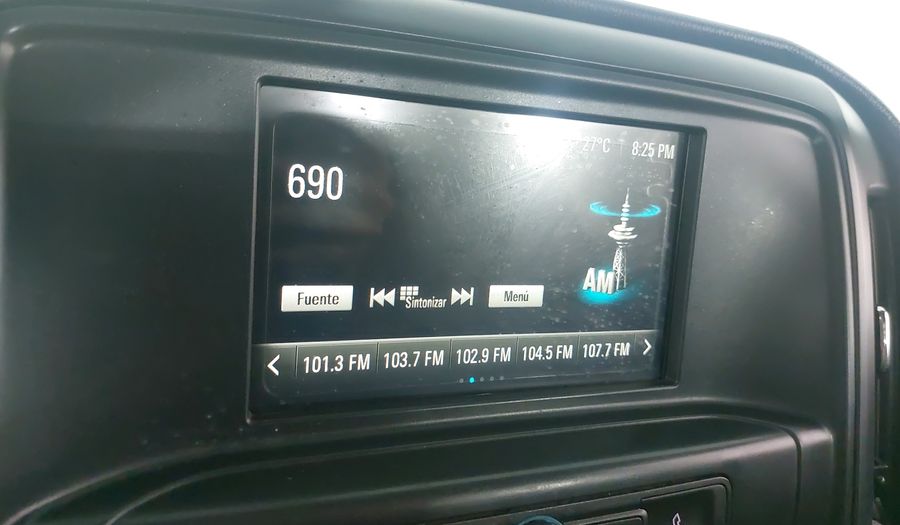 27°C 8:25 PM
690
AM
Fuente Sintonizar Menú
101.3 FM 103.7 FM 102.9 FM 104.5 FM 107.7 FM